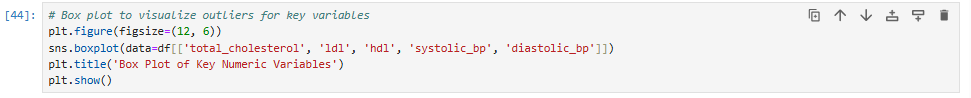 [44]: # Box plot to visualize outliers for key variables
plt.figure(figsize=(12, 6))
sns.boxplot(data=df[['total_cholesterol', 'ldl', 'hdl', 'systolic_bp', 'diastolic_bp']])
plt.title('Box Plot of Key Numeric Variables')
plt.show()